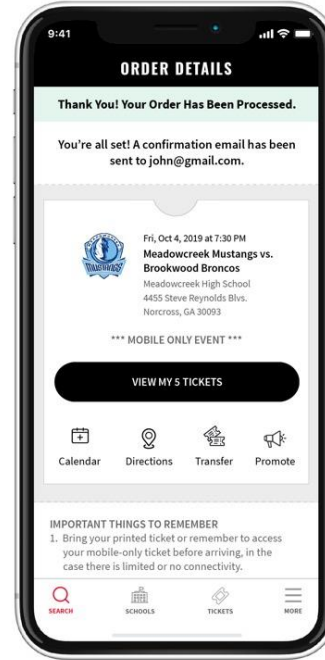 9:41
ORDER DETAILS
Thank You! Your Order Has Been Processed.
You're all set! A confirmation email has been
sent to john@gmail.com.
Fri, Oct 4, 2019 at 7:30 PM
Meadowcreek Mustangs vs.
Brookwood Broncos
Meadowcreek High School
4455 Steve Reynolds Blvs.
Norcross, GA 30093
MUSTANGS
*** MOBILE ONLY EVENT ***
VIEW MY 5 TICKETS
Calendar Directions Transfer Promote
IMPORTANT THINGS TO REMEMBER
1. Bring your printed ticket or remember to access
your mobile-only ticket before arriving, in the
case there is limited or no connectivity.
SEARCH SCHOOLS TICKETS MORE